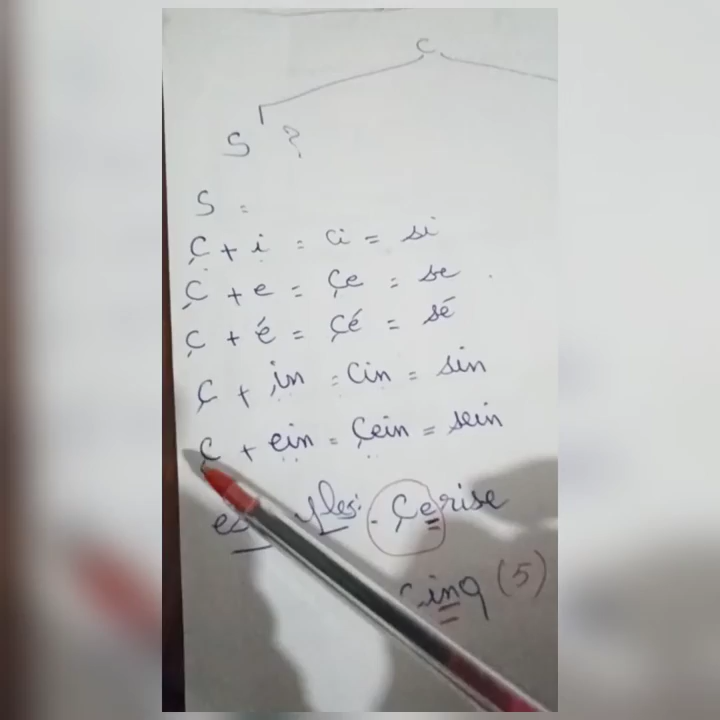 C
S ?
S =
Ç + i = ci = si
Ç + e = Çe = se
Ç + é = Çé = sé
Ç + in = Cin = sin
Ç + ein = Çein = sein
- Çerise
Cinq (5)